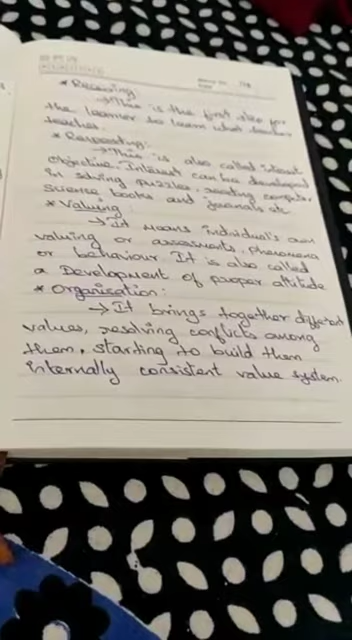 * Receiving
→ This is the first step for
the learner to learn what teacher
teaches.
* Responding:
→ This is also called interest
objective. Interest can be developed
in solving puzzles, reading computer
science books and journals etc
* Valuing:
→ It means individual's own
valuing or assessments, phenomena
or behaviour It is also called
a Development of proper attitude
* Organisation:
→ It brings together different
values, resolving conflicts among
them, starting to build them
internally consistent value system.